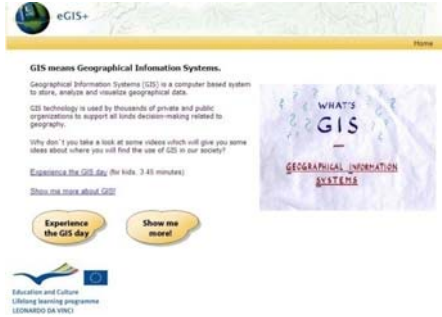 eGIS+
Home
GIS means Geographical Infomation Systems.
Geographical Information Systems (GIS) is a computer based system
to store, analyze and visualize geographical data.
GIS technology is used by thousands of private and public
organizations to support all kinds decision-making related to
geography.
Why don´t you take a look at some videos which will give you some
ideas about where you will find the use of GIS in our society?
Experience the GIS day (for kids. 3.45 minutes)
Show me more about GIS!
Experience
the GIS day
Show me
more!
WHAT'S
GIS
GEOGRAPHICAL INFORMATION
SYSTEMS
Education and Culture
Lifelong learning programme
LEONARDO DA VINCI